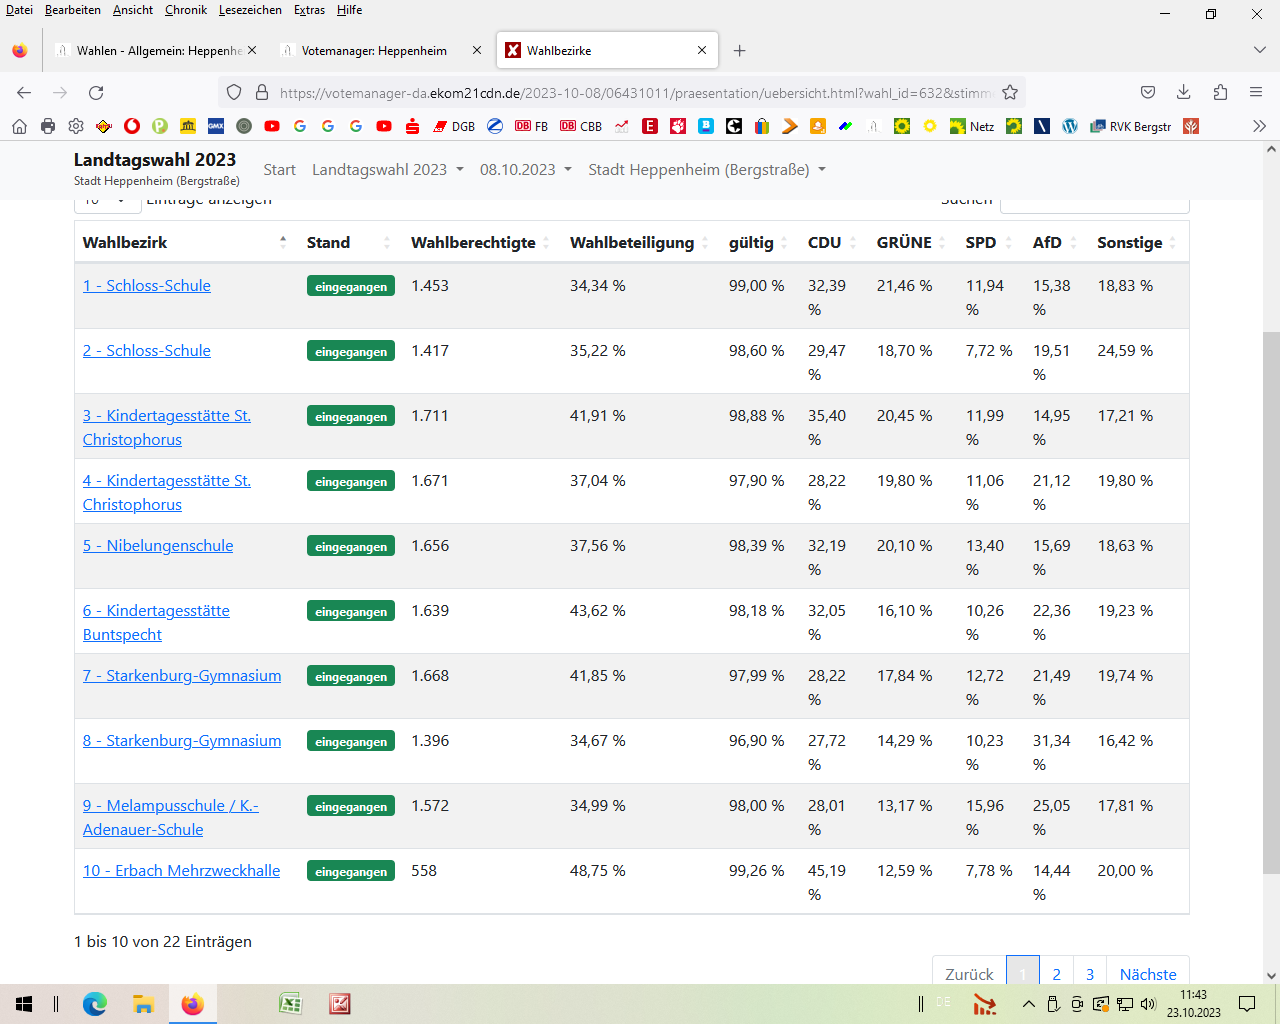 Datei Bearbeiten Ansicht Chronik Lesezeichen Extras Hilfe
Wahlen - Allgemein: Heppenhe Votemanager: Heppenheim Wahlbezirke
https://votemanager-da.ekom21cdn.de/2023-10-08/06431011/praesentation/uebersicht.html?wahl_id=632&stimm
DGB FB CBB Netz RVK Bergstr
Landtagswahl 2023
Stadt Heppenheim (Bergstraße)
Start Landtagswahl 2023 08.10.2023 Stadt Heppenheim (Bergstraße)
10 Einträge anzeigen Suchen
Wahlbezirk Stand Wahlberechtigte Wahlbeteiligung gültig CDU GRÜNE SPD AfD Sonstige
1 - Schloss-Schule eingegangen 1.453 34,34 % 99,00 % 32,39 % 21,46 % 11,94 % 15,38 % 18,83 %
2 - Schloss-Schule eingegangen 1.417 35,22 % 98,60 % 29,47 % 18,70 % 7,72 % 19,51 % 24,59 %
3 - Kindertagesstätte St. Christophorus eingegangen 1.711 41,91 % 98,88 % 35,40 % 20,45 % 11,99 % 14,95 % 17,21 %
4 - Kindertagesstätte St. Christophorus eingegangen 1.671 37,04 % 97,90 % 28,22 % 19,80 % 11,06 % 21,12 % 19,80 %
5 - Nibelungenschule eingegangen 1.656 37,56 % 98,39 % 32,19 % 20,10 % 13,40 % 15,69 % 18,63 %
6 - Kindertagesstätte Buntspecht eingegangen 1.639 43,62 % 98,18 % 32,05 % 16,10 % 10,26 % 22,36 % 19,23 %
7 - Starkenburg-Gymnasium eingegangen 1.668 41,85 % 97,99 % 28,22 % 17,84 % 12,72 % 21,49 % 19,74 %
8 - Starkenburg-Gymnasium eingegangen 1.396 34,67 % 96,90 % 27,72 % 14,29 % 10,23 % 31,34 % 16,42 %
9 - Melampusschule / K.-Adenauer-Schule eingegangen 1.572 34,99 % 98,00 % 28,01 % 13,17 % 15,96 % 25,05 % 17,81 %
10 - Erbach Mehrzweckhalle eingegangen 558 48,75 % 99,26 % 45,19 % 12,59 % 7,78 % 14,44 % 20,00 %
1 bis 10 von 22 Einträgen
Zurück 1 2 3 Nächste
DE 11:43
23.10.2023